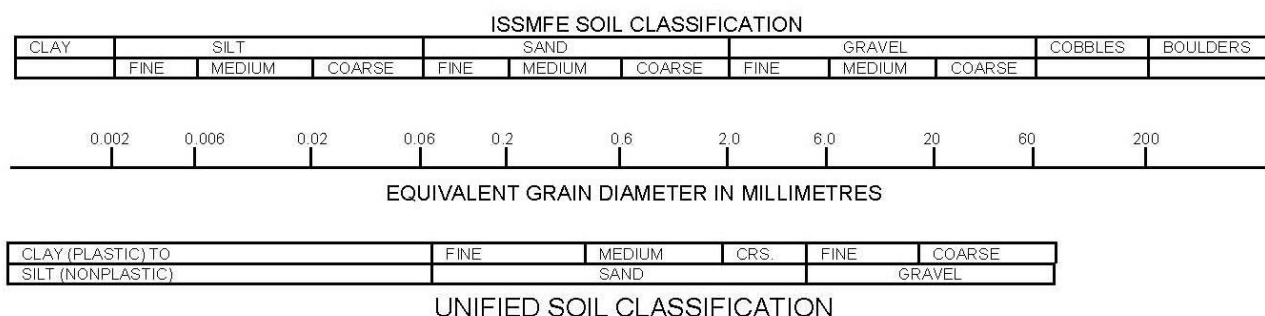 ISSMFE SOIL CLASSIFICATION
CLAY SILT SAND GRAVEL COBBLES BOULDERS
FINE MEDIUM COARSE FINE MEDIUM COARSE FINE MEDIUM COARSE
0.002 0.006 0.02 0.06 0.2 0.6 2.0 6.0 20 60 200
EQUIVALENT GRAIN DIAMETER IN MILLIMETRES
CLAY (PLASTIC) TO FINE MEDIUM CRS. FINE COARSE
SILT (NONPLASTIC) SAND GRAVEL
UNIFIED SOIL CLASSIFICATION